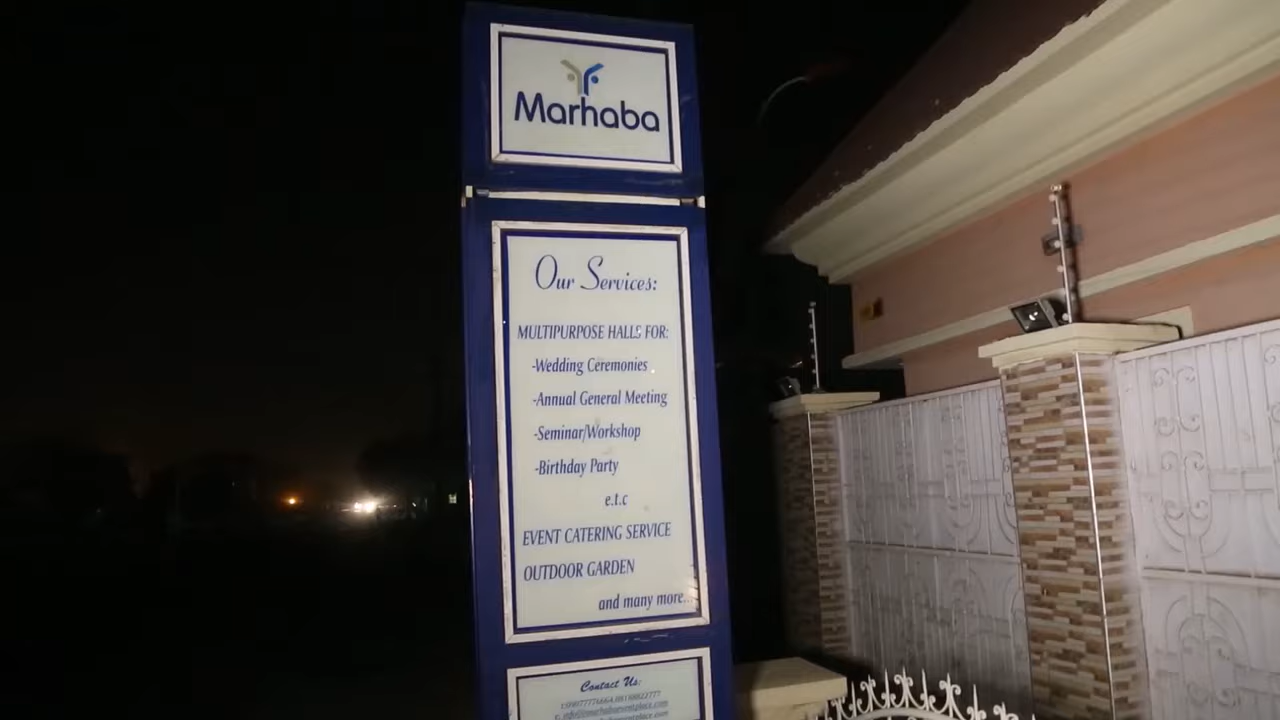 Marhaba
Our Services:
MULTIPURPOSE HALLS FOR:
-Wedding Ceremonies
-Annual General Meeting
-Seminar/Workshop
-Birthday Party
e.t.c
EVENT CATERING SERVICE
OUTDOOR GARDEN
and many more...
Contact Us: